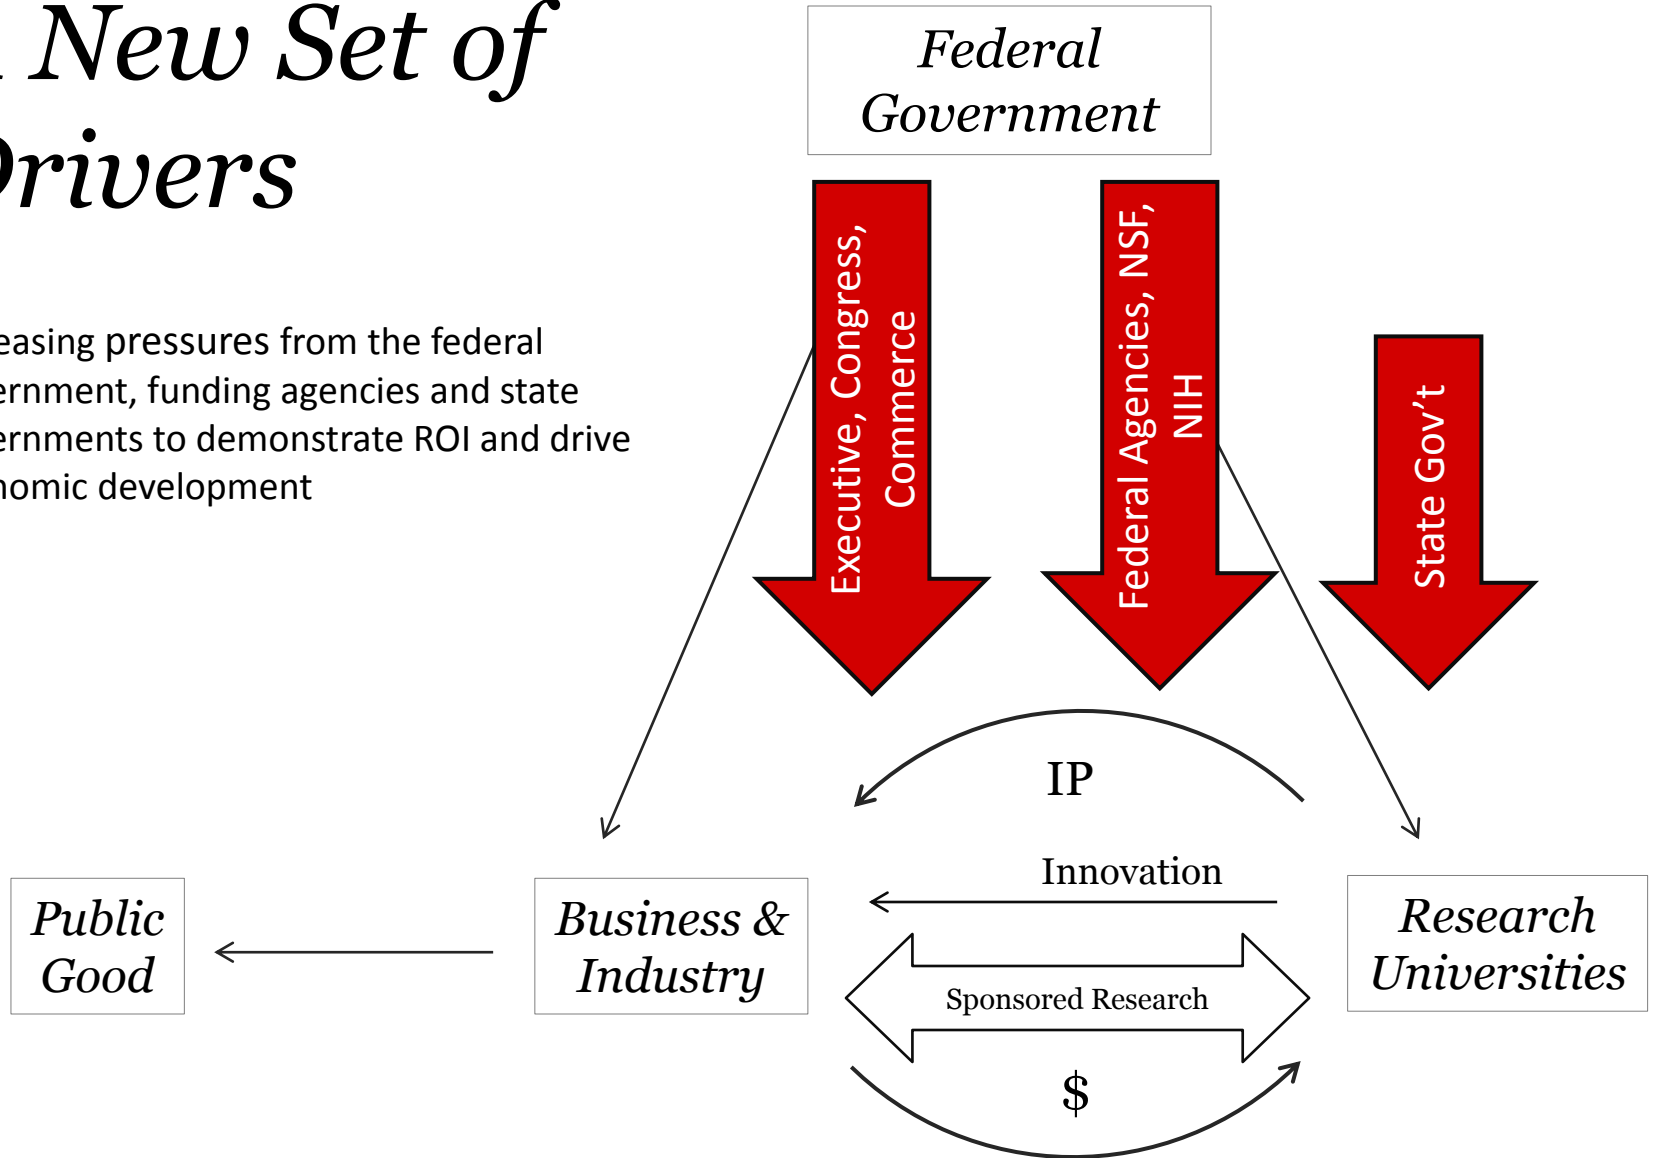 New Set of
Drivers
easing pressures from the federal
ernment, funding agencies and state
ernments to demonstrate ROI and drive
nomic development
Federal
Government
Executive, Congress,
Commerce
Federal Agencies, NSF,
NIH
State Gov’t
IP
Innovation
Sponsored Research
$
Public
Good
Business &
Industry
Research
Universities